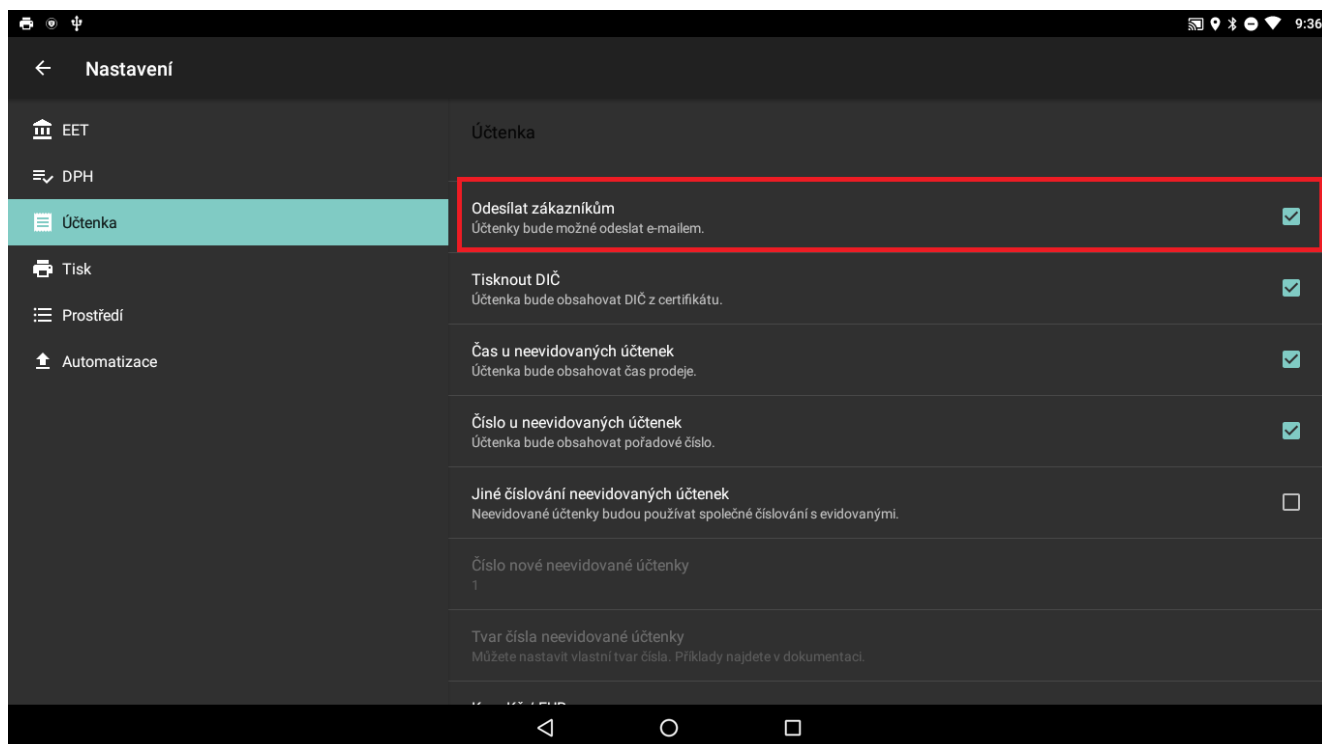 9:36
Nastavení
EET
DPH
Účtenka
Tisk
Prostředí
Automatizace
Účtenka
Odesílat zákazníkům
Účtenky bude možné odeslat e-mailem.
Tisknout DIČ
Účtenka bude obsahovat DIČ z certifikátu.
Čas u neevidovaných účtenek
Účtenka bude obsahovat čas prodeje.
Číslo u neevidovaných účtenek
Účtenka bude obsahovat pořadové číslo.
Jiné číslování neevidovaných účtenek
Neevidované účtenky budou používat společné číslování s evidovanými.
Číslo nové neevidované účtenky
1
Tvar čísla neevidované účtenky
Můžete nastavit vlastní tvar čísla. Příklady najdete v dokumentaci.